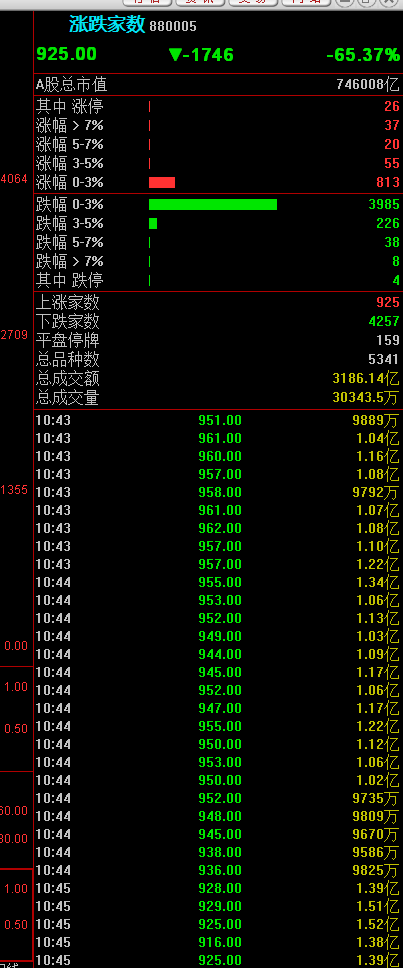 涨跌家数 880005
925.00 ▼-1746 -65.37%
A股总市值 746008亿
其中 涨停 26
涨幅 > 7% 37
涨幅 5-7% 20
涨幅 3-5% 55
4064
涨幅 0-3% 813
跌幅 0-3% 3985
跌幅 3-5% 226
跌幅 5-7% 38
跌幅 > 7% 8
其中 跌停 4
上涨家数 925
下跌家数 4257
2709
平盘停牌 159
总品种数 5341
总成交额 3186.14亿
总成交量 30343.5万
10:43 951.00 9889万
10:43 961.00 1.04亿
10:43 960.00 1.16亿
10:43 957.00 1.08亿
1355
10:43 958.00 9792万
10:43 961.00 1.07亿
10:43 962.00 1.08亿
10:43 957.00 1.10亿
10:43 957.00 1.22亿
10:44 955.00 1.34亿
10:44 953.00 1.06亿
10:44 952.00 1.13亿
10:44 949.00 1.03亿
0.00
10:44 944.00 1.09亿
10:44 945.00 1.17亿
1.00
10:44 952.00 1.06亿
10:44 947.00 1.17亿
0.50
10:44 955.00 1.22亿
10:44 950.00 1.12亿
10:44 953.00 1.06亿
10:44 950.00 1.02亿
10:44 952.00 9735万
60.00
10:44 948.00 9809万
10:44 945.00 9670万
30.00
10:44 938.00 9586万
10:44 936.00 9825万
1.00
10:45 928.00 1.39亿
10:45 929.00 1.51亿
0.50
10:45 925.00 1.52亿
10:45 916.00 1.38亿
10:45 925.00 1.39亿